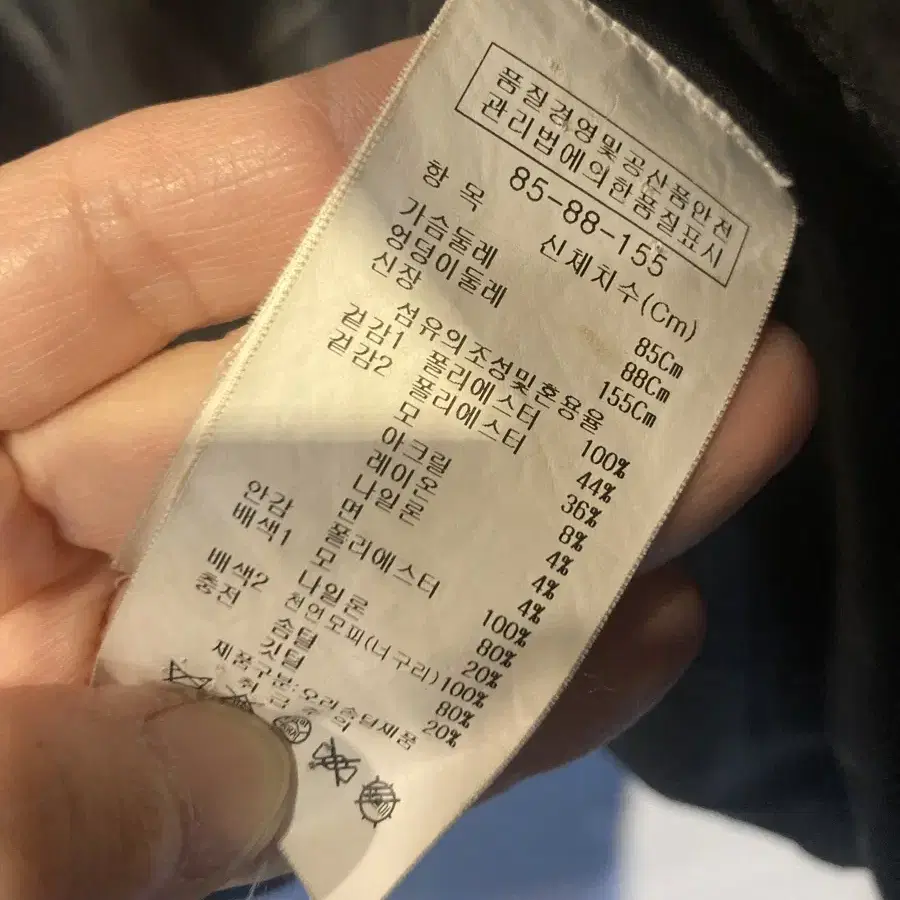 품질경영및공산품안전
관리법에의한품질표시
85-88-155
항 목 신체치수(Cm)
가슴둘레 85Cm
엉덩이둘레 88Cm
신장 155Cm
섬유의조성및혼용율
겉감1 폴리에스터 100%
겉감2 폴리에스터 44%
모 36%
아크릴 8%
레이온 4%
나일론 4%
면 4%
안감 폴리에스터 100%
배색1 모 80%
나일론 20%
배색2 천연모피(너구리)100%
충전 솜털 80%
깃털 20%
제품구분:오리솜털제품
취급주의